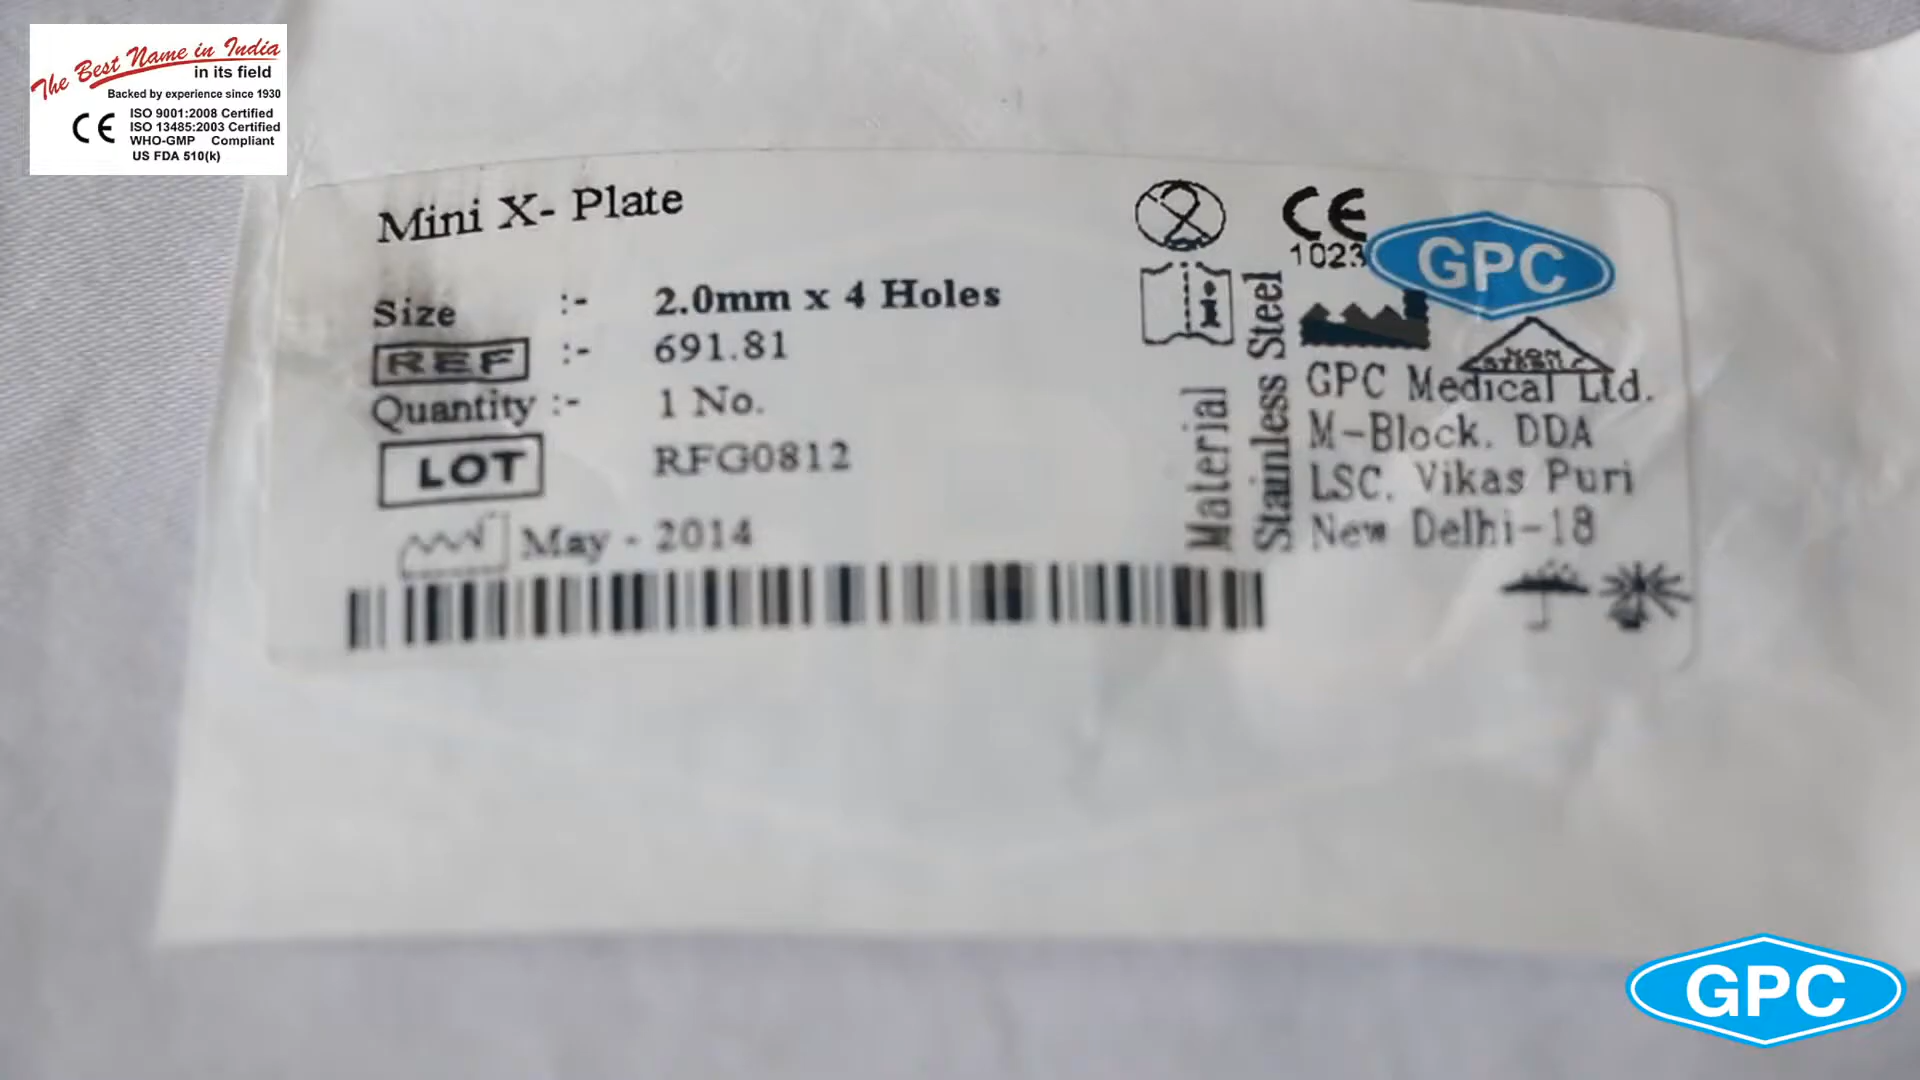 The Best Name in India
in its field
Backed by experience since 1930
CE
ISO 9001:2008 Certified
ISO 13485:2003 Certified
WHO-GMP Compliant
US FDA 510(k)
Mini X- Plate
Size :- 2.0mm x 4 Holes
REF :- 691.81
Quantity :- 1 No.
LOT RFG0812
May - 2014
2
Material
Stainless Steel
CE
1023
GPC
NON
STERILE
GPC Medical Ltd.
M-Block, DDA
LSC, Vikas Puri
New Delhi-18
GPC